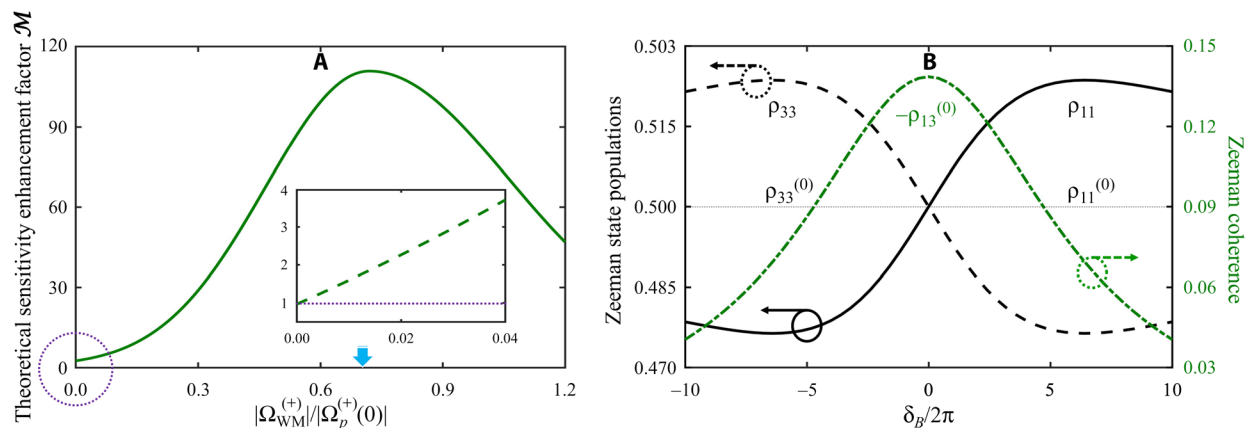 A
Theoretical sensitivity enhancement factor ℳ
120
90
60
30
0
0.0
0.3
0.6
0.9
1.2
|Ω_WM^(+)|/|Ω_p^(+)(0)|
4
3
2
1
0
0.00
0.02
0.04
B
Zeeman state populations
0.503
0.515
0.500
0.485
0.470
−10
−5
0
5
10
δ_B/2π
0.15
0.12
0.09
0.06
0.03
Zeeman coherence
ρ₃₃
−ρ₁₃⁽⁰⁾
ρ₁₁
ρ₃₃⁽⁰⁾
ρ₁₁⁽⁰⁾